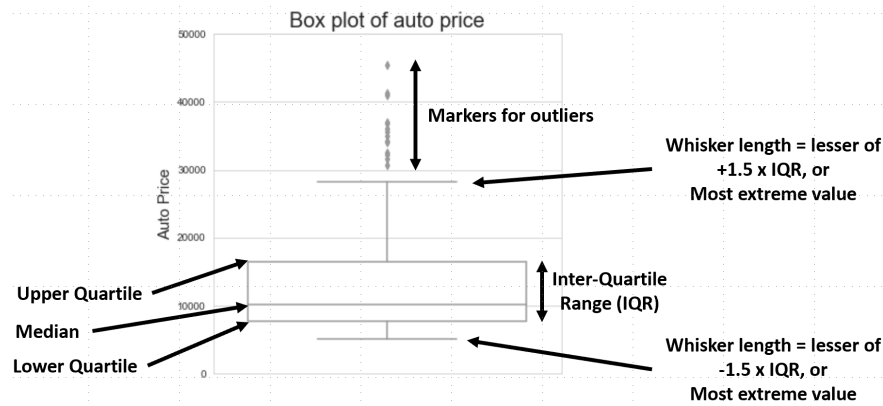 Box plot of auto price
50000
40000
Markers for outliers
Whisker length = lesser of
+1.5 x IQR, or
Most extreme value
30000
Auto Price
20000
Upper Quartile
Inter-Quartile
Range (IQR)
10000
Median
Lower Quartile
Whisker length = lesser of
-1.5 x IQR, or
Most extreme value
0